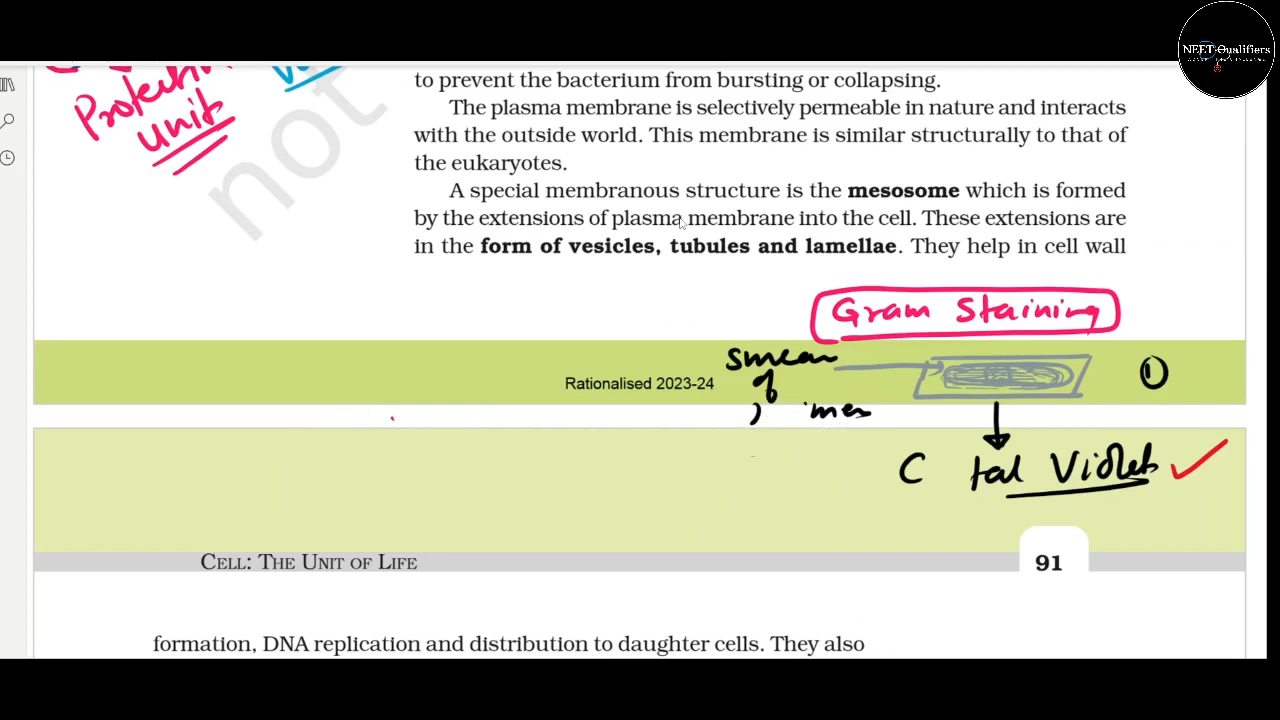 NEET Qualifiers
Protection
unit
not
to prevent the bacterium from bursting or collapsing.
The plasma membrane is selectively permeable in nature and interacts
with the outside world. This membrane is similar structurally to that of
the eukaryotes.
A special membranous structure is the mesosome which is formed
by the extensions of plasma membrane into the cell. These extensions are
in the form of vesicles, tubules and lamellae. They help in cell wall
Gram Staining
smear
of
①
Rationalised 2023-24
C tal Violet
CELL: THE UNIT OF LIFE
91
formation, DNA replication and distribution to daughter cells. They also